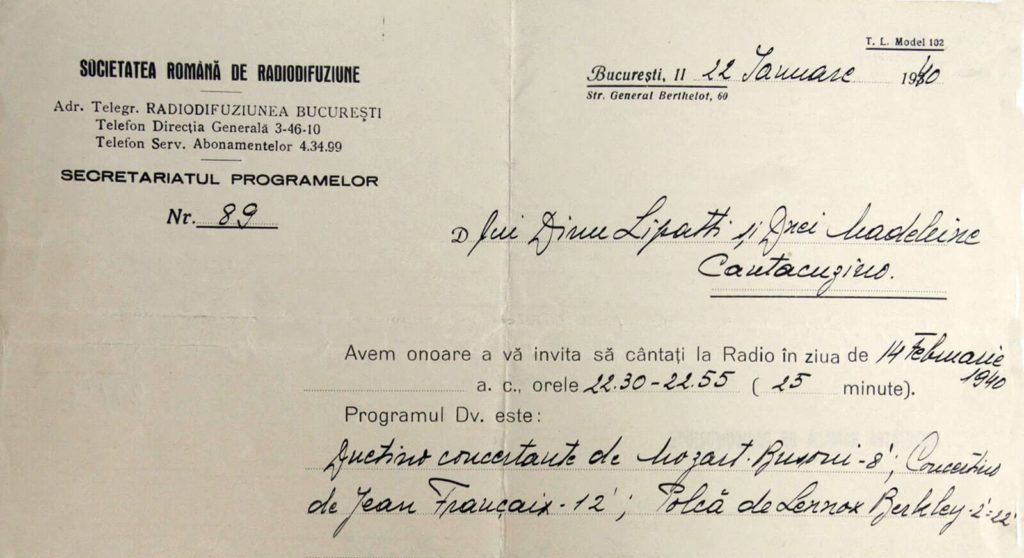 T. L. Model 102
SOCIETATEA ROMÂNĂ DE RADIODIFUZIUNE
București, II 22 Ianuarie 1940
Str. General Berthelot, 60
Adr. Telegr. RADIODIFUZIUNEA BUCUREȘTI
Telefon Direcția Generală 3-46-10
Telefon Serv. Abonamentelor 4.34.99
SECRETARIATUL PROGRAMELOR
Nr. 89
D lui Dinu Lipatti și Drei Madeleine
Cantacuzino.
Avem onoare a vă invita să cântați la Radio în ziua de 14 Februarie
1940
a. c., orele 22.30-22.55 ( 25 minute).
Programul Dv. este:
Duettino concertante de Mozart-Busoni-8'; Concertino
de Jean Françaix-12'; Polcă de Lennox Berkley-2'-22'